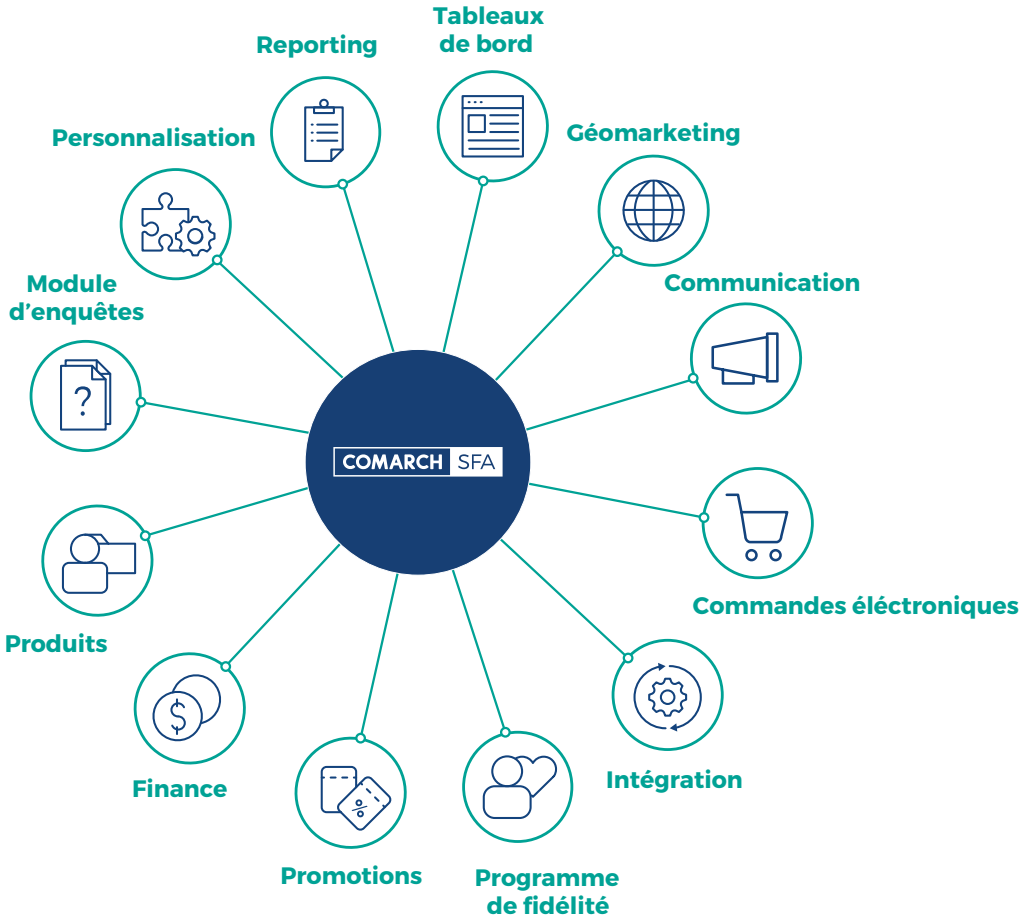 Tableaux
de bord
Reporting
Géomarketing
Personnalisation
Communication
Module
d’enquêtes
?
COMARCH SFA
Commandes éléctroniques
Produits
$
Intégration
Finance
%
Promotions
Programme
de fidélité